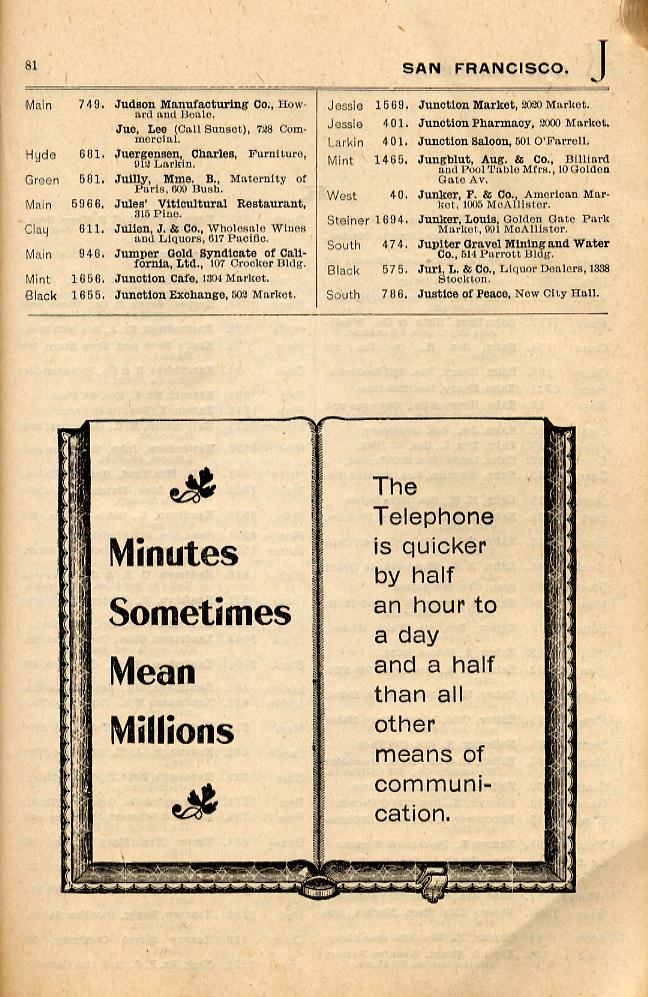 81
SAN FRANCISCO. J
Main 749. Judson Manufacturing Co., How-
ard and Beale.
Jue, Lee (Call Sunset), 728 Com-
mercial.
Hyde 681. Juergensen, Charles, Furniture,
912 Larkin.
Green 581. Juilly, Mme. B., Maternity of
Paris, 609 Bush.
Main 5966. Jules' Viticultural Restaurant,
315 Pine.
Clay 611. Julien, J. & Co., Wholesale Wines
and Liquors, 617 Pacific.
Main 946. Jumper Gold Syndicate of Cali-
fornia, Ltd., 107 Crocker Bldg.
Mint 1656. Junction Cafe, 1304 Market.
Black 1655. Junction Exchange, 502 Market.
Jessie 1569. Junction Market, 2020 Market.
Jessie 401. Junction Pharmacy, 2000 Market.
Larkin 401. Junction Saloon, 501 O'Farrell.
Mint 1465. Jungblut, Aug. & Co., Billiard
and Pool Table Mfrs., 10 Golden
Gate Av.
West 40. Junker, F. & Co., American Mar-
ket, 1005 McAllister.
Steiner 1694. Junker, Louis, Golden Gate Park
Market, 991 McAllister.
South 474. Jupiter Gravel Mining and Water
Co., 514 Parrott Bldg.
Black 575. Juri, L. & Co., Liquor Dealers, 1338
Stockton.
South 786. Justice of Peace, New City Hall.
Minutes
Sometimes
Mean
Millions
The
Telephone
is quicker
by half
an hour to
a day
and a half
than all
other
means of
communi-
cation.